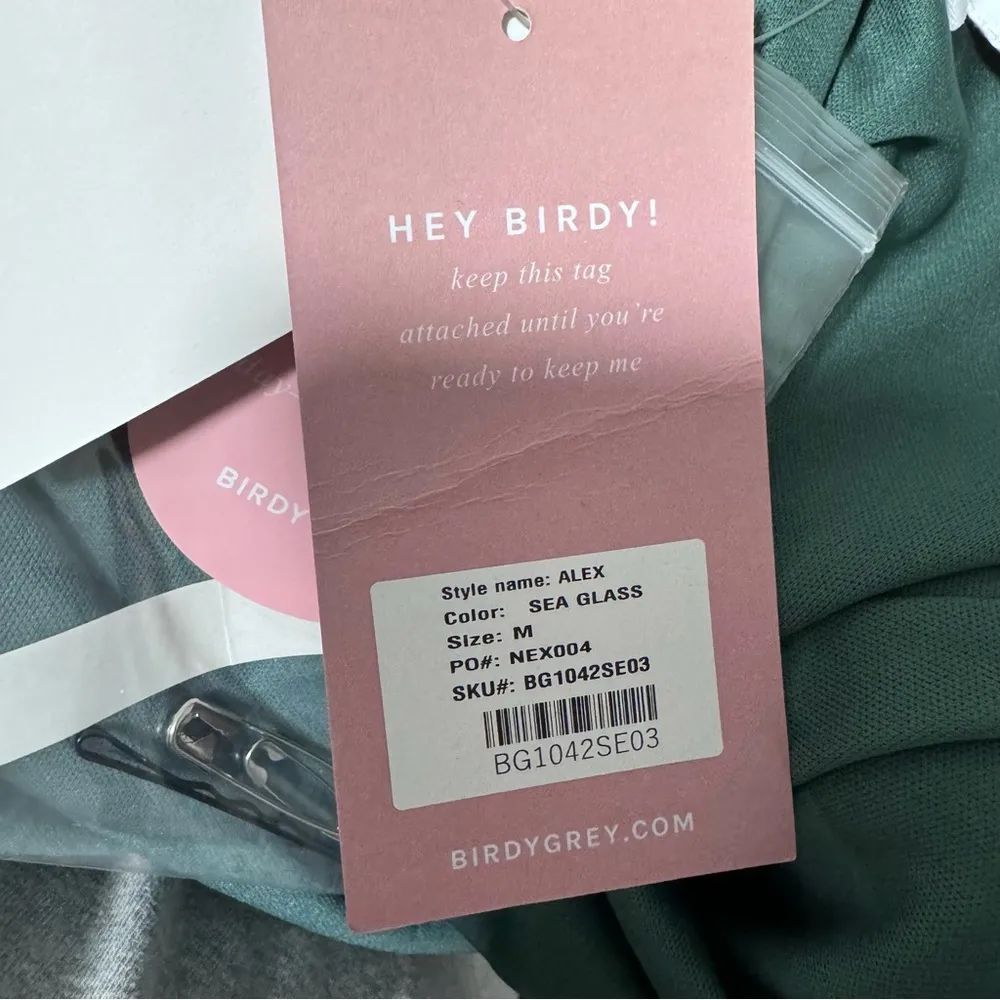 HEY BIRDY!
keep this tag
attached until you're
ready to keep me
BIRDY
Style name: ALEX
Color: SEA GLASS
Size: M
PO#: NEX004
SKU#: BG1042SE03
BG1042SE03
BIRDYGREY.COM